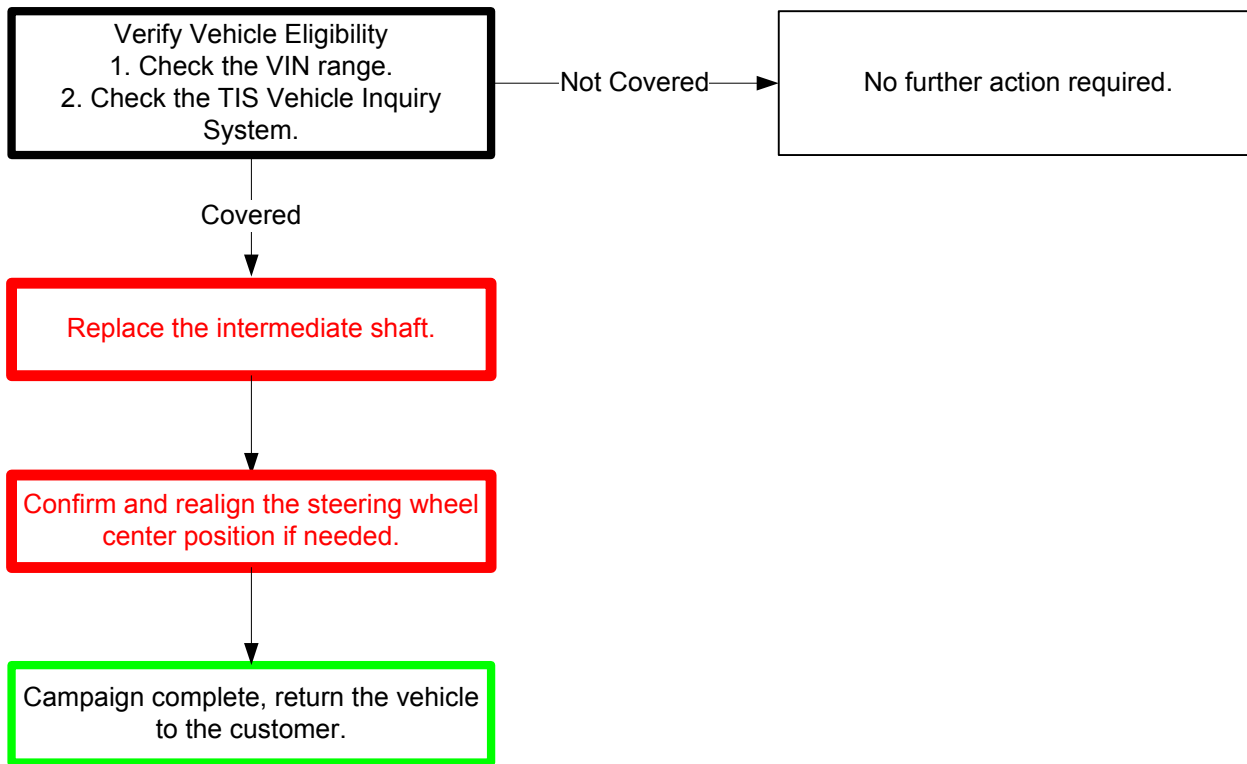 Verify Vehicle Eligibility
1. Check the VIN range.
2. Check the TIS Vehicle Inquiry
System.
Not Covered
No further action required.
Covered
Replace the intermediate shaft.
Confirm and realign the steering wheel
center position if needed.
Campaign complete, return the vehicle
to the customer.